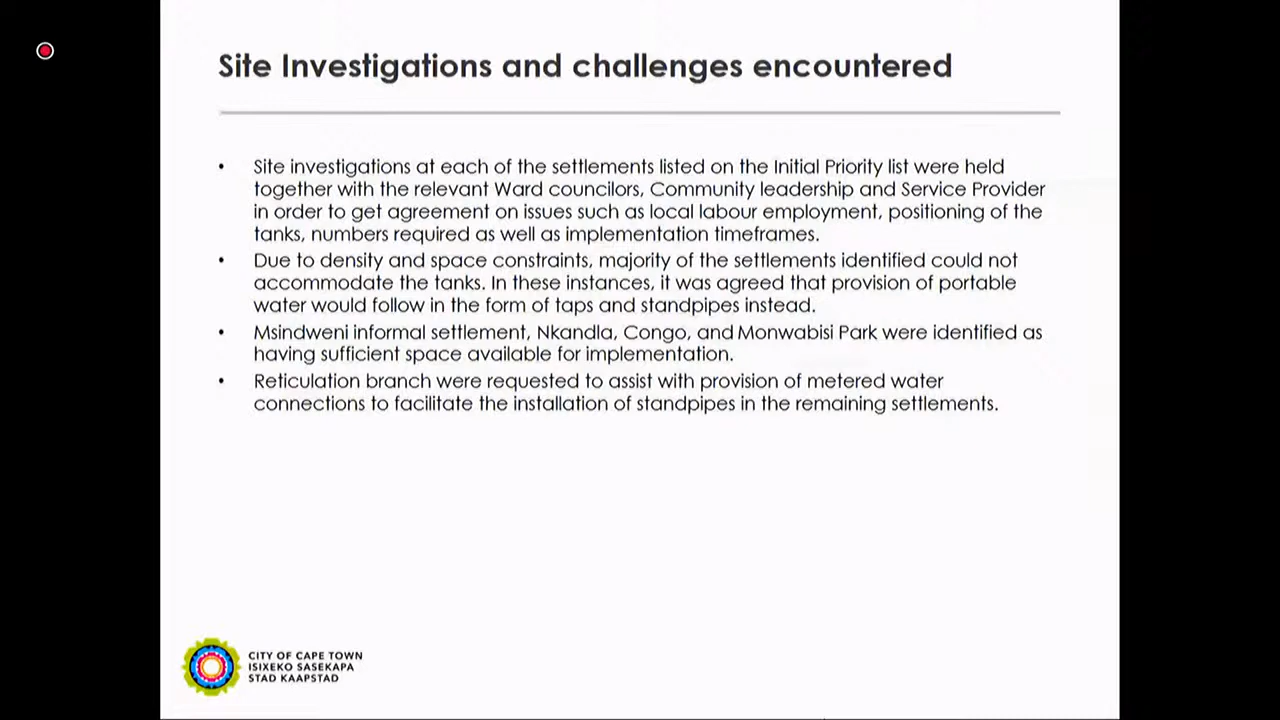 Site Investigations and challenges encountered
• Site investigations at each of the settlements listed on the Initial Priority list were held
together with the relevant Ward councilors, Community leadership and Service Provider
in order to get agreement on issues such as local labour employment, positioning of the
tanks, numbers required as well as implementation timeframes.
• Due to density and space constraints, majority of the settlements identified could not
accommodate the tanks. In these instances, it was agreed that provision of portable
water would follow in the form of taps and standpipes instead.
• Msindweni informal settlement, Nkandla, Congo, and Monwabisi Park were identified as
having sufficient space available for implementation.
• Reticulation branch were requested to assist with provision of metered water
connections to facilitate the installation of standpipes in the remaining settlements.
CITY OF CAPE TOWN
ISIXEKO SASEKAPA
STAD KAAPSTAD